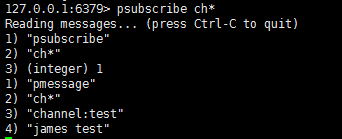 127.0.0.1:6379> psubscribe ch*
Reading messages... (press Ctrl-C to quit)
1) "psubscribe"
2) "ch*"
3) (integer) 1
1) "pmessage"
2) "ch*"
3) "channel:test"
4) "james test"